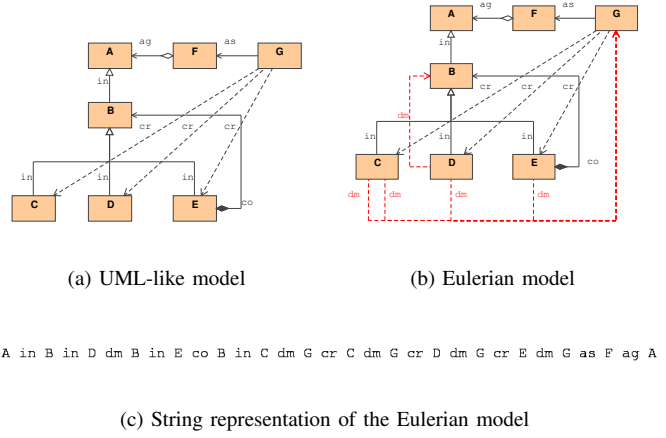 ag
as
A
F
G
in
B
cr
cr
cr
in
in
in
C
D
E
co
ag
as
A
F
G
in
B
cr
cr
cr
dm
in
in
in
C
D
E
co
dm
dm
dm
dm
(a) UML-like model
(b) Eulerian model
A in B in D dm B in E co B in C dm G cr C dm G cr D dm G cr E dm G as F ag A
(c) String representation of the Eulerian model